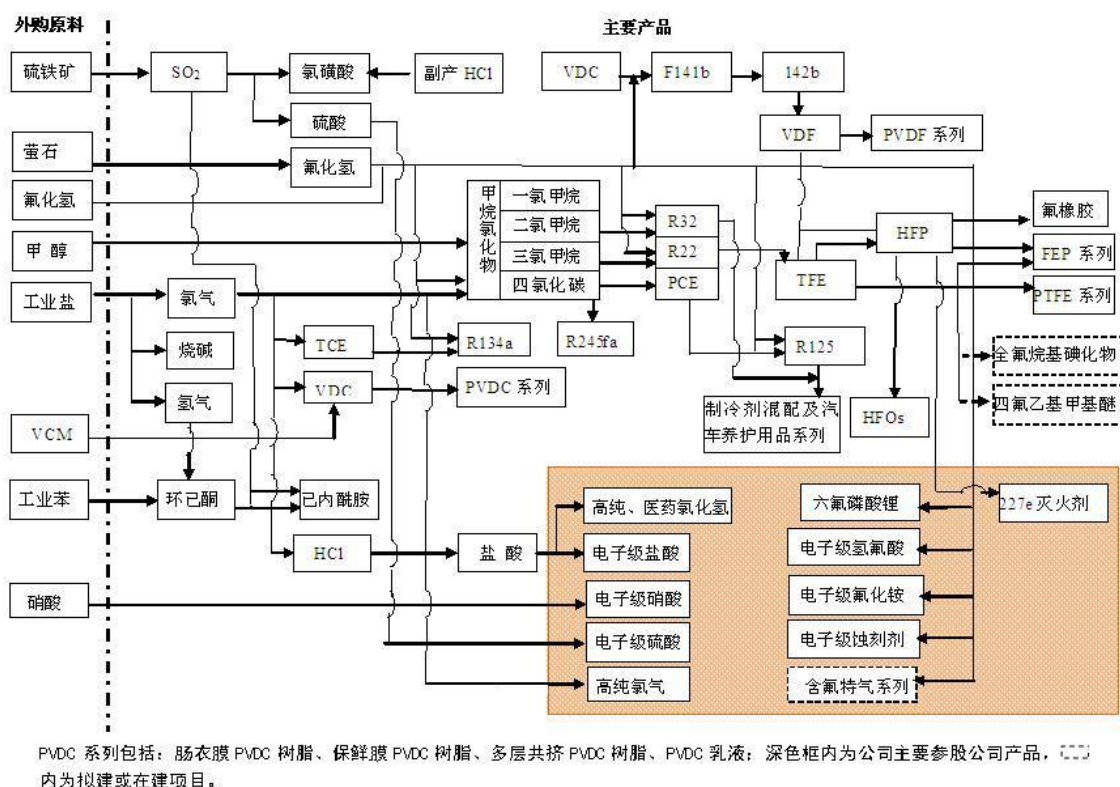 外购原料
主要产品
硫铁矿
SO₂
氯磺酸
副产 HCl
VDC
F141b
142b
硫酸
VDF
PVDF 系列
萤石
氟化氢
氟化氢
甲烷氯化物
一氯甲烷
二氯甲烷
三氯甲烷
四氯化碳
R32
R22
PCE
HFP
氟橡胶
FEP 系列
PTFE 系列
甲醇
TFE
工业盐
氯气
烧碱
氢气
TCE
R134a
R245fa
R125
全氟烷基碘化物
VDC
PVDC 系列
四氟乙基甲基醚
制冷剂混配及汽
车养护用品系列
HFOs
VCM
工业苯
环己酮
己内酰胺
高纯、医药氯化氢
六氟磷酸锂
227e 灭火剂
HCl
盐 酸
电子级盐酸
电子级氢氟酸
硝酸
电子级硝酸
电子级氟化铵
电子级硫酸
电子级蚀刻剂
高纯氯气
含氟特气系列
PVDC 系列包括：肠衣膜 PVDC 树脂、保鲜膜 PVDC 树脂、多层共挤 PVDC 树脂、PVDC 乳液；深色框内为公司主要参股公司产品，
内为拟建或在建项目。